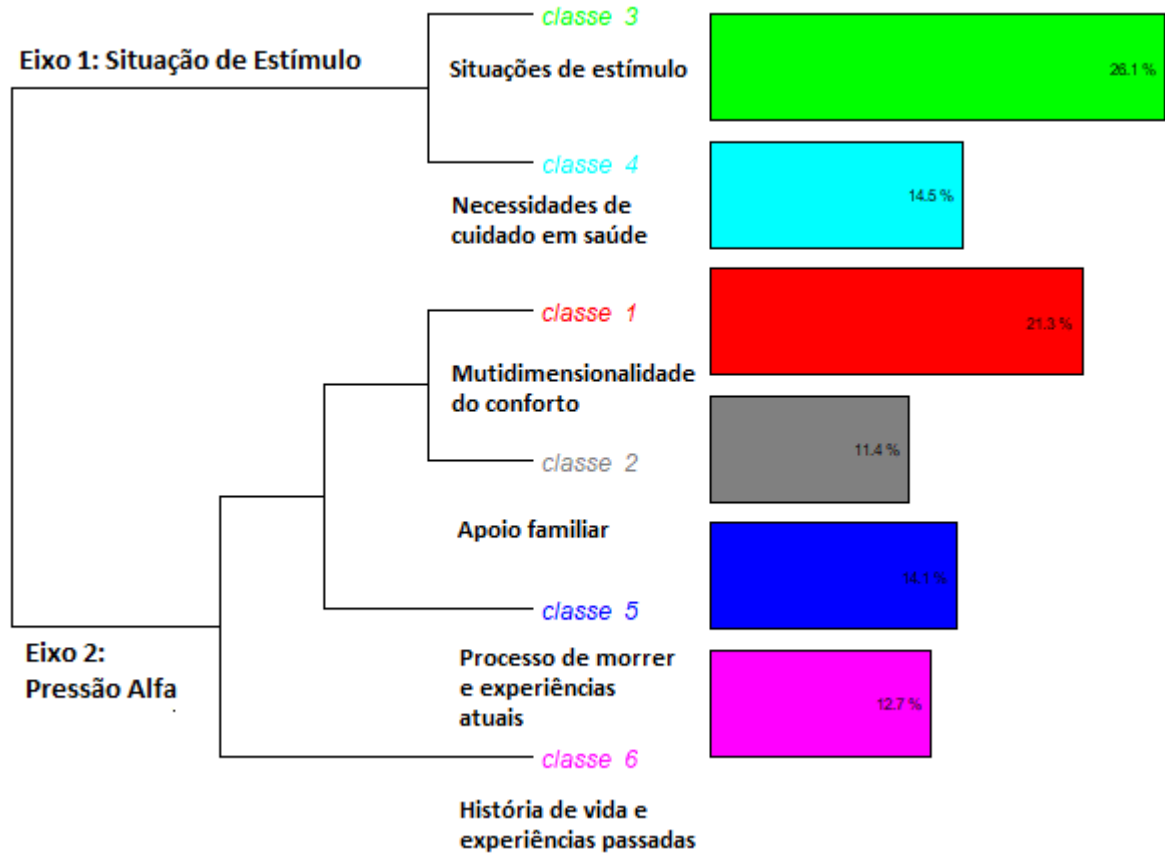 classe 3
Eixo 1: Situação de Estímulo
Situações de estímulo
26.1 %
classe 4
14.5 %
Necessidades de
cuidado em saúde
classe 1
21.3 %
Mutidimensionalidade
do conforto
classe 2
11.4 %
Apoio familiar
14.1 %
classe 5
Eixo 2:
Pressão Alfa
Processo de morrer
e experiências
atuais
12.7 %
classe 6
História de vida e
experiências passadas